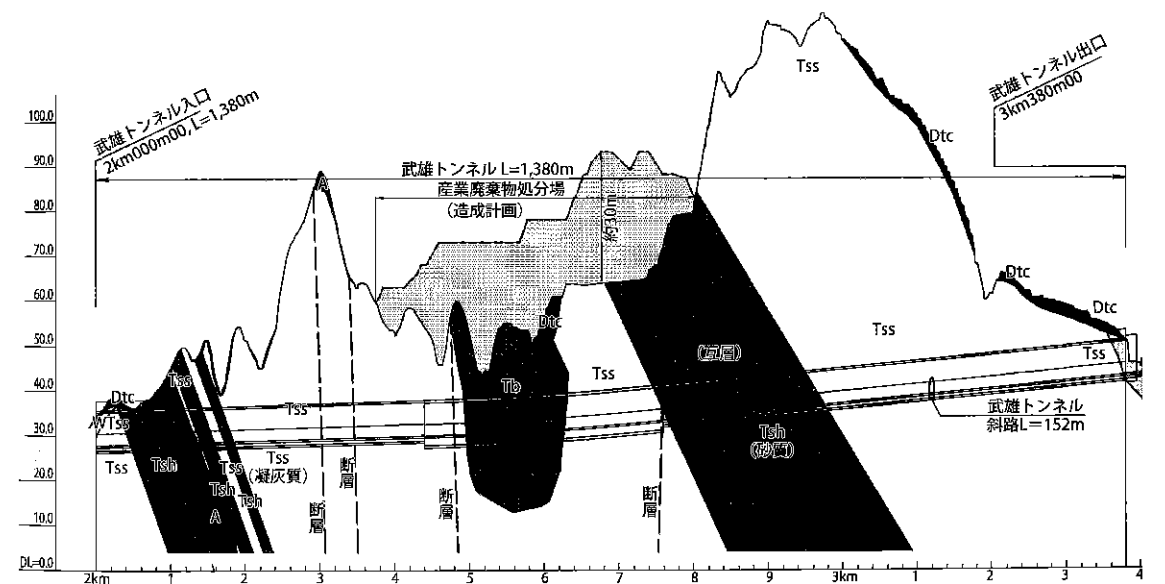 武雄トンネル入口
2km000m00, L=1,380m
武雄トンネル出口
3km380m00
Tss
Dtc
100.0
90.0
80.0
70.0
60.0
50.0
40.0
30.0
20.0
10.0
DL=0.0
武雄トンネル L=1,380m
産業廃棄物処分場
(造成計画)
約30m
A
Dtc
Dtc
Tss
(互層)
Dtc
Tss
Tss
Tb
Tss
Tss
Dtc
WTss
武雄トンネル
斜路L=152m
Tss
Tsh
Tss
Tss
(凝灰質)
Tsh
Tsh
A
Tsh
(砂質)
断層
断層
断層
断層
2km 1 2 3 4 5 6 7 8 9 3km 1 2 3 4